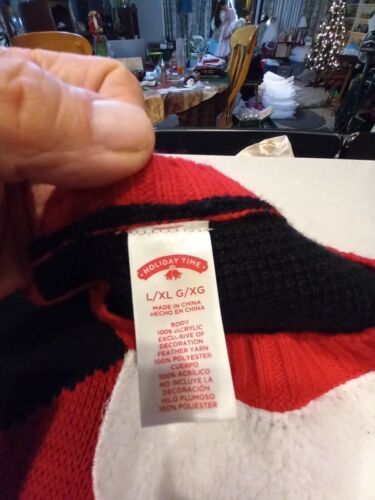 HOLIDAY TIME
L/XL G/XG
MADE IN CHINA
HECHO EN CHINA
BODY
100% ACRYLIC
EXCLUSIVE OF
DECORATION
FEATHER YARN
100% POLYESTER
CUERPO
100% ACRÍLICO
NO INCLUYE LA
DECORACIÓN
HILO PLUMOSO
100% POLIÉSTER